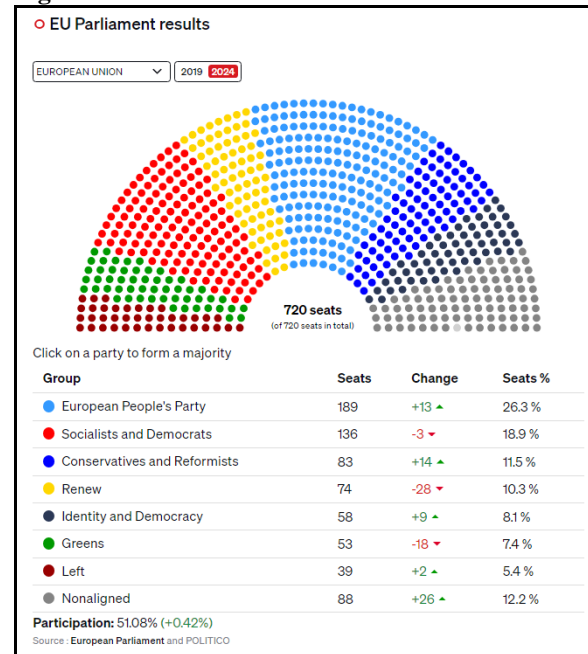 EU Parliament results
EUROPEAN UNION 2019 2024
720 seats
(of 720 seats in total)
Click on a party to form a majority
Group Seats Change Seats %
European People's Party 189 +13 26.3 %
Socialists and Democrats 136 -3 18.9 %
Conservatives and Reformists 83 +14 11.5 %
Renew 74 -28 10.3 %
Identity and Democracy 58 +9 8.1 %
Greens 53 -18 7.4 %
Left 39 +2 5.4 %
Nonaligned 88 +26 12.2 %
Participation: 51.08% (+0.42%)
Source : European Parliament and POLITICO